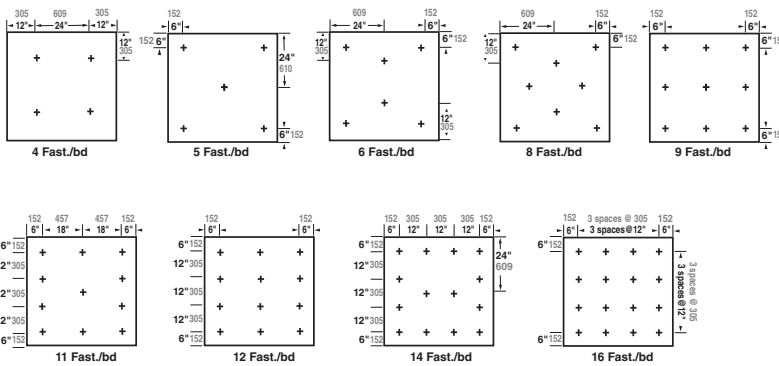 305 609 305
12" 24" 12"
12"
305
4 Fast./bd
152
6"
152 6"
24"
610
6" 152
5 Fast./bd
609 152
24" 6"
12"
305
6" 152
12"
305
6 Fast./bd
609 152
24" 6"
12"
305
6" 152
8 Fast./bd
152 152
6" 6"
6"
6"
9 Fast./bd
152 457 457 152
6" 18" 18" 6"
6" 152
2" 305
2" 305
2" 305
6" 152
11 Fast./bd
152 152
6" 6"
6" 152
12" 305
12" 305
12" 305
6" 152
12 Fast./bd
152 305 305 305 152
6" 12" 12" 12" 6"
6" 152
12" 305
12" 305
12" 305
6" 152
24"
609
14 Fast./bd
152 3 spaces @ 305 152
6" 3 spaces@12" 6"
6" 152
3 spaces@12"
3 spaces @ 305
6" 152
16 Fast./bd